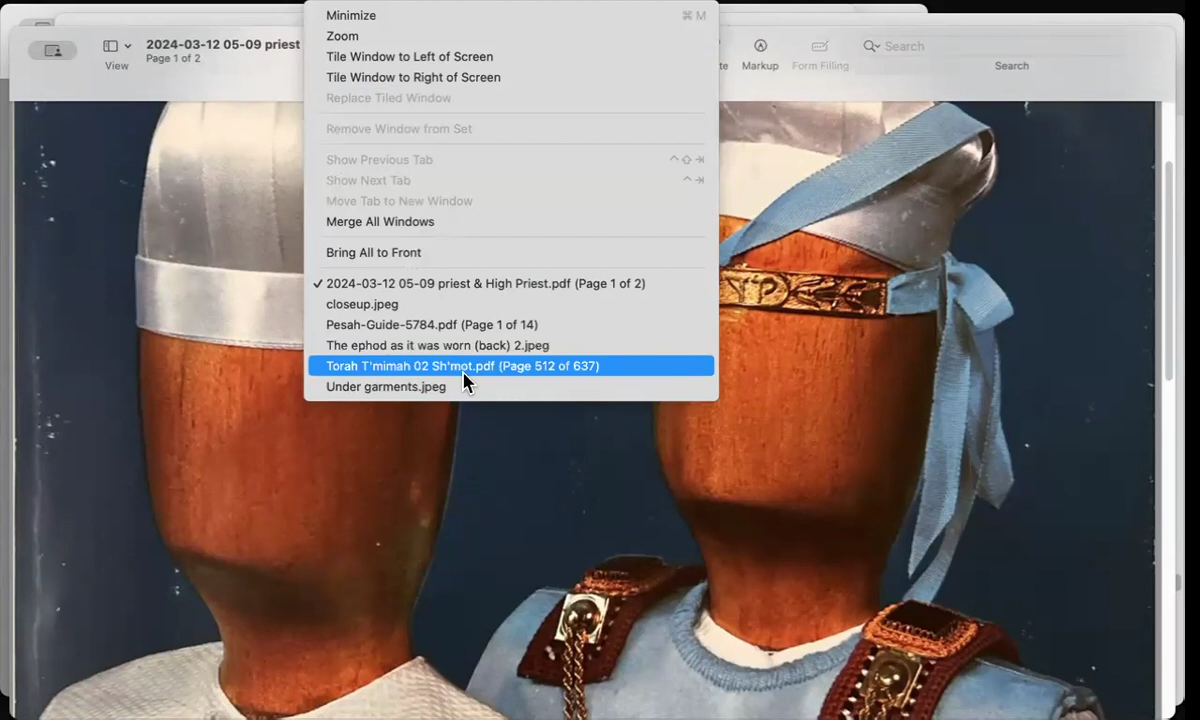 Minimize ⌘ M
Zoom
Tile Window to Left of Screen
Tile Window to Right of Screen
Replace Tiled Window
Remove Window from Set
Show Previous Tab
Show Next Tab
Move Tab to New Window
Merge All Windows
Bring All to Front
✓ 2024-03-12 05-09 priest & High Priest.pdf (Page 1 of 2)
closeup.jpeg
Pesah-Guide-5784.pdf (Page 1 of 14)
The ephod as it was worn (back) 2.jpeg
Torah T'mimah 02 Sh'mot.pdf (Page 512 of 637)
Under garments.jpeg
2024-03-12 05-09 priest
Page 1 of 2
View
Markup
Form Filling
Search
Search